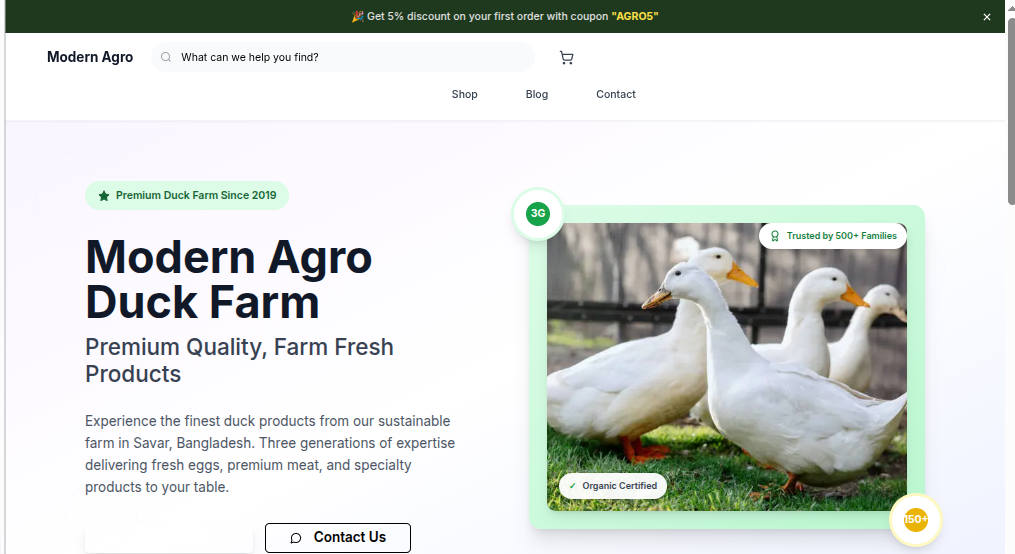 🎉 Get 5% discount on your first order with coupon "AGRO5"
Modern Agro
What can we help you find?
Shop Blog Contact
Premium Duck Farm Since 2019
Modern Agro
Duck Farm
Premium Quality, Farm Fresh
Products
Experience the finest duck products from our sustainable
farm in Savar, Bangladesh. Three generations of expertise
delivering fresh eggs, premium meat, and specialty
products to your table.
Contact Us
3G
Trusted by 500+ Families
✓ Organic Certified
150+